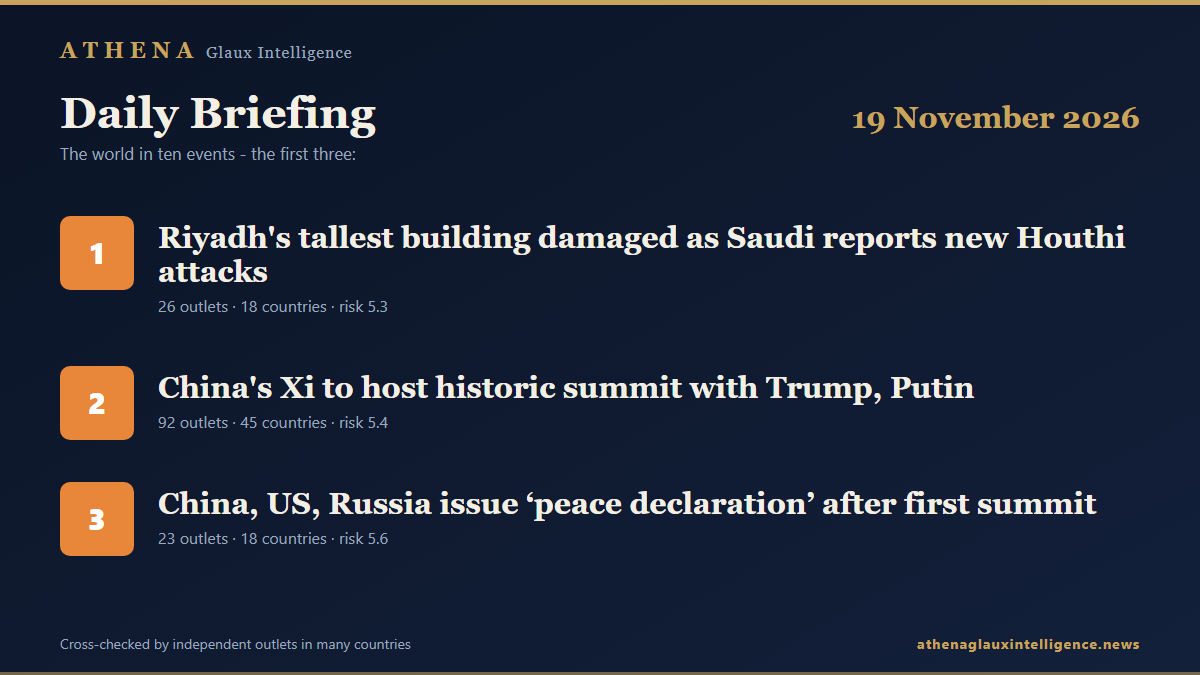 ATHENA Glaux Intelligence
Daily Briefing
19 November 2026
The world in ten events - the first three:
1
Riyadh's tallest building damaged as Saudi reports new Houthi
attacks
26 outlets · 18 countries · risk 5.3
2
China's Xi to host historic summit with Trump, Putin
92 outlets · 45 countries · risk 5.4
3
China, US, Russia issue ‘peace declaration’ after first summit
23 outlets · 18 countries · risk 5.6
Cross-checked by independent outlets in many countries
athenaglauxintelligence.news